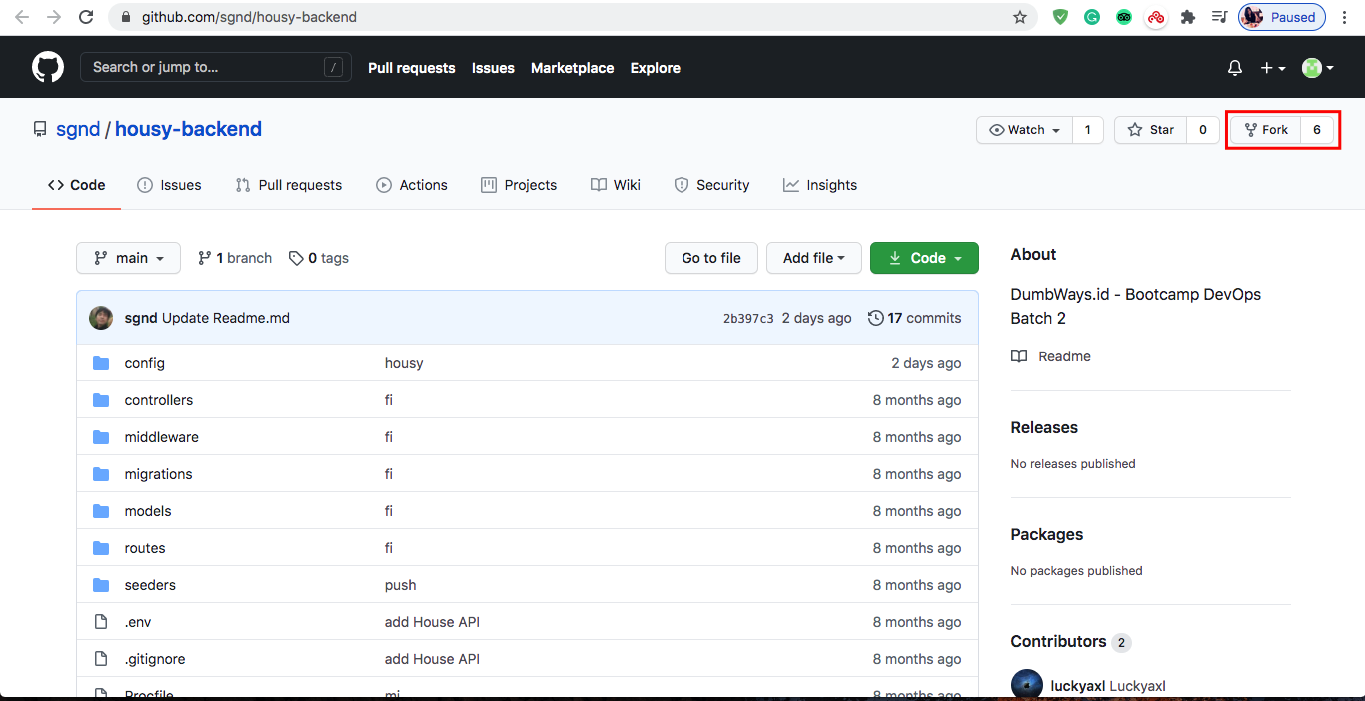 github.com/sgnd/housy-backend
Paused
Search or jump to...
/
Pull requests Issues Marketplace Explore
sgnd / housy-backend
Watch 1 Star 0 Fork 6
Code Issues Pull requests Actions Projects Wiki Security Insights
main 1 branch 0 tags Go to file Add file Code
sgnd Update Readme.md 2b397c3 2 days ago 17 commits
config housy 2 days ago
controllers fi 8 months ago
middleware fi 8 months ago
migrations fi 8 months ago
models fi 8 months ago
routes fi 8 months ago
seeders push 8 months ago
.env add House API 8 months ago
.gitignore add House API 8 months ago
Procfile mi 8 months ago
About
DumbWays.id - Bootcamp DevOps
Batch 2
Readme
Releases
No releases published
Packages
No packages published
Contributors 2
luckyaxl Luckyaxl